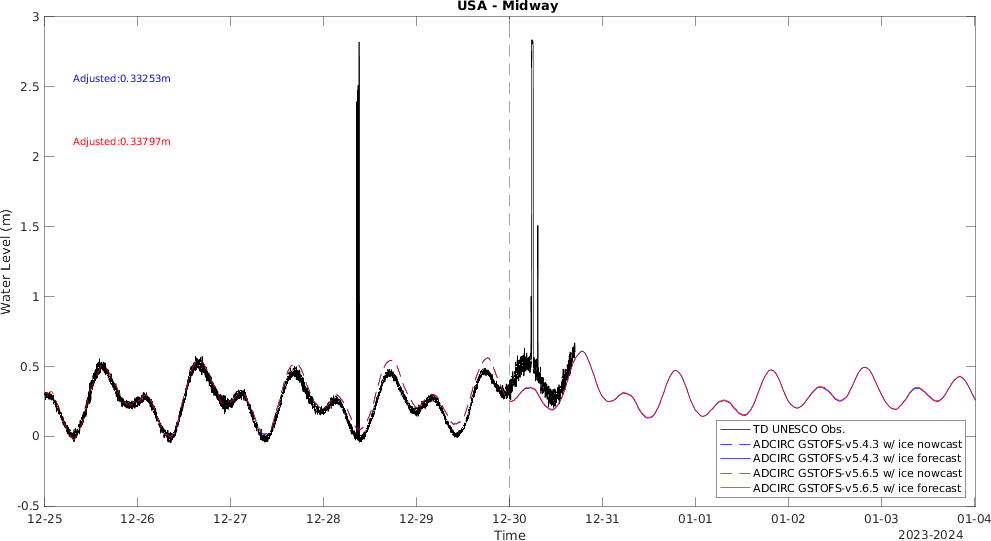 USA - Midway
3
2.5
2
1.5
1
0.5
0
-0.5
Water Level (m)
Adjusted:0.33253m
Adjusted:0.33797m
TD UNESCO Obs.
ADCIRC GSTOFS-v5.4.3 w/ ice nowcast
ADCIRC GSTOFS-v5.4.3 w/ ice forecast
ADCIRC GSTOFS-v5.6.5 w/ ice nowcast
ADCIRC GSTOFS-v5.6.5 w/ ice forecast
12-25 12-26 12-27 12-28 12-29 12-30 12-31 01-01 01-02 01-03 01-04
Time
2023-2024